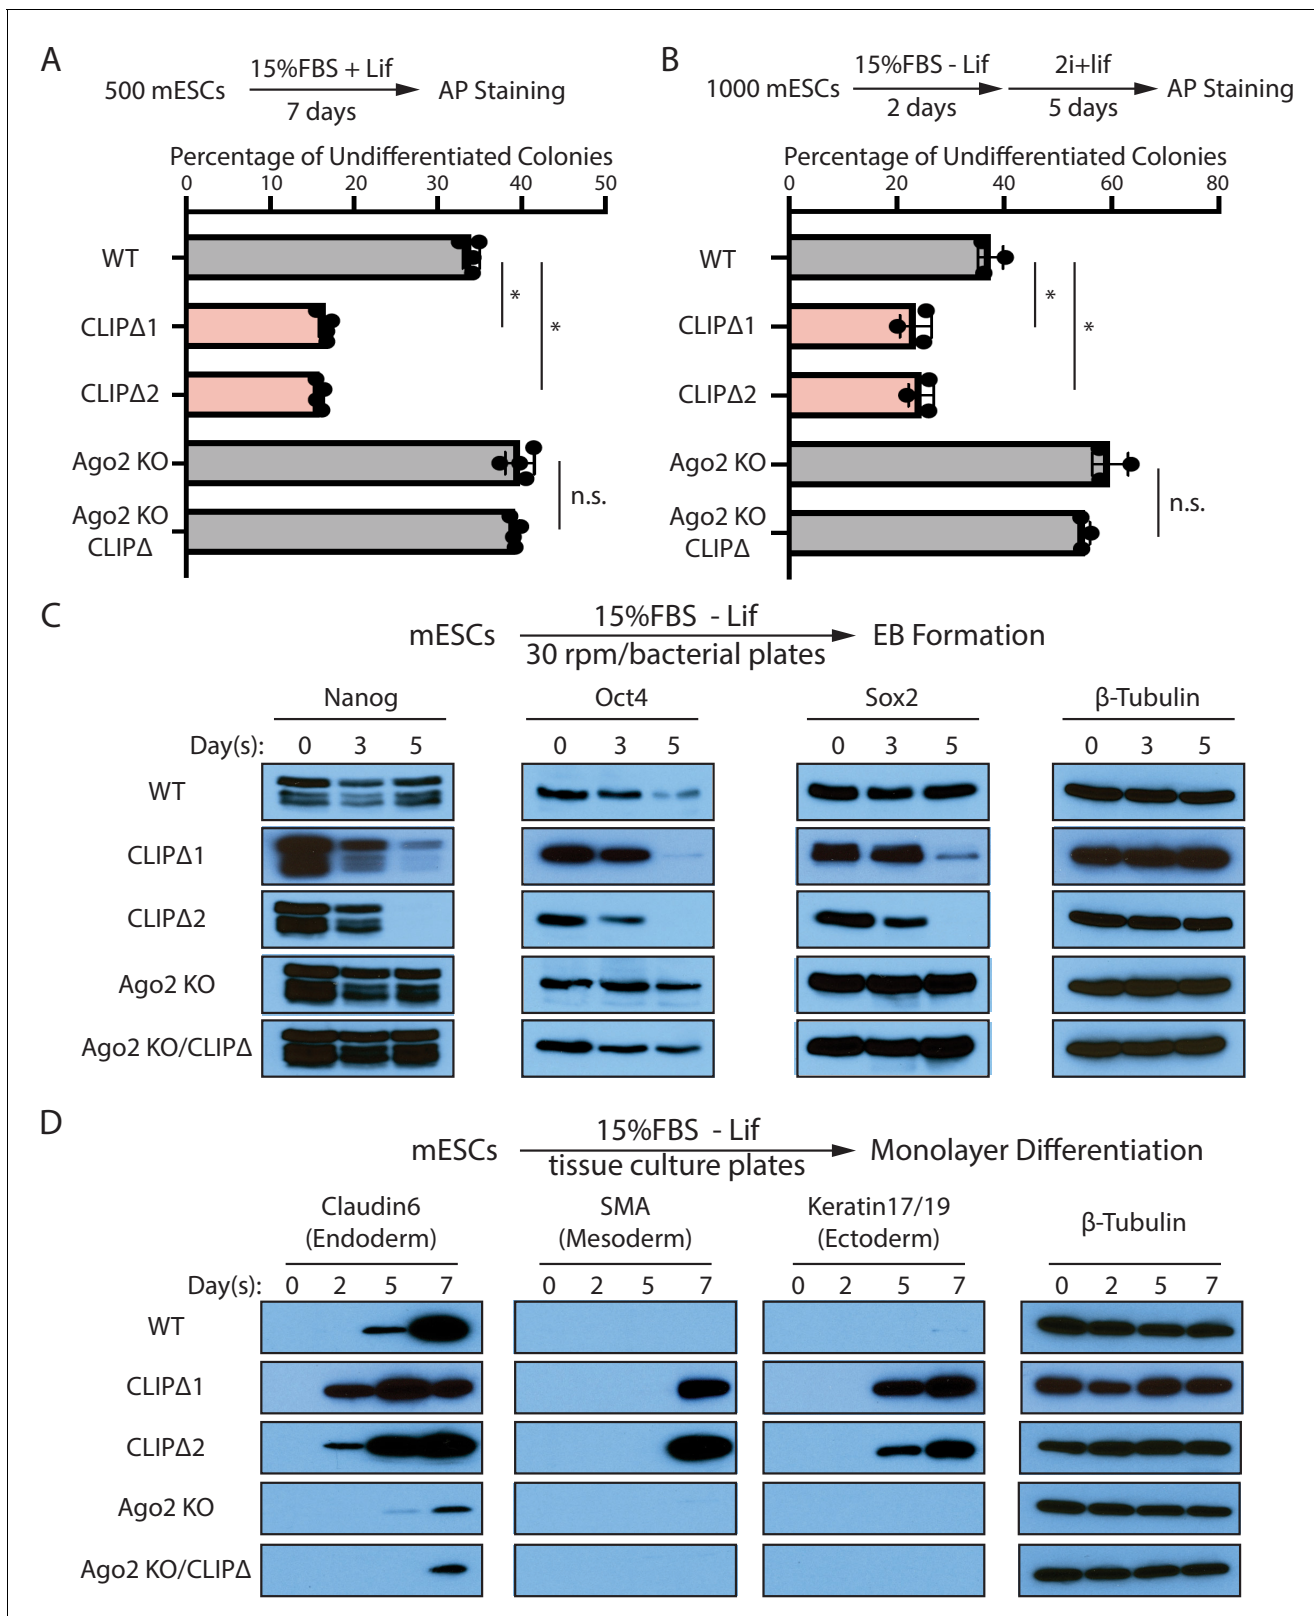 A
500 mESCs
15%FBS + Lif
7 days
AP Staining
Percentage of Undifferentiated Colonies
0 10 20 30 40 50
WT
CLIPΔ1
CLIPΔ2
Ago2 KO
Ago2 KO
CLIPΔ
*
*
n.s.
B
1000 mESCs
15%FBS - Lif
2 days
2i+lif
5 days
AP Staining
Percentage of Undifferentiated Colonies
0 20 40 60 80
WT
CLIPΔ1
CLIPΔ2
Ago2 KO
Ago2 KO
CLIPΔ
*
*
n.s.
C
mESCs
15%FBS - Lif
30 rpm/bacterial plates
EB Formation
Nanog Oct4 Sox2 β-Tubulin
Day(s): 0 3 5 0 3 5 0 3 5 0 3 5
WT
CLIPΔ1
CLIPΔ2
Ago2 KO
Ago2 KO/CLIPΔ
D
mESCs
15%FBS - Lif
tissue culture plates
Monolayer Differentiation
Claudin6
(Endoderm)
SMA
(Mesoderm)
Keratin17/19
(Ectoderm)
β-Tubulin
Day(s): 0 2 5 7 0 2 5 7 0 2 5 7 0 2 5 7
WT
CLIPΔ1
CLIPΔ2
Ago2 KO
Ago2 KO/CLIPΔ